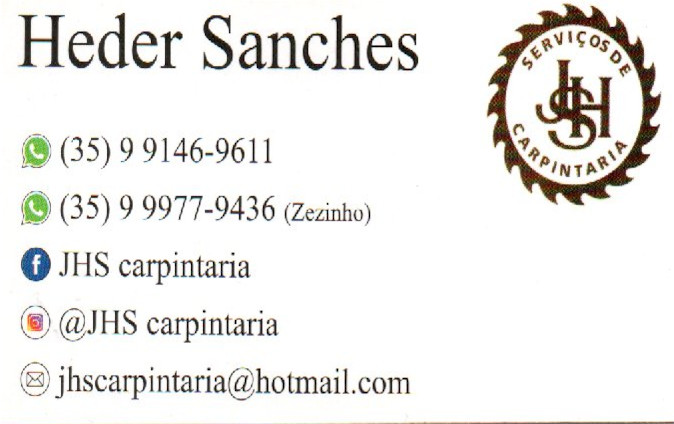 Heder Sanches
SERVIÇOS DE
JHS
CARPINTARIA
(35) 9 9146-9611
(35) 9 9977-9436 (Zezinho)
JHS carpintaria
@JHS carpintaria
jhscarpintaria@hotmail.com